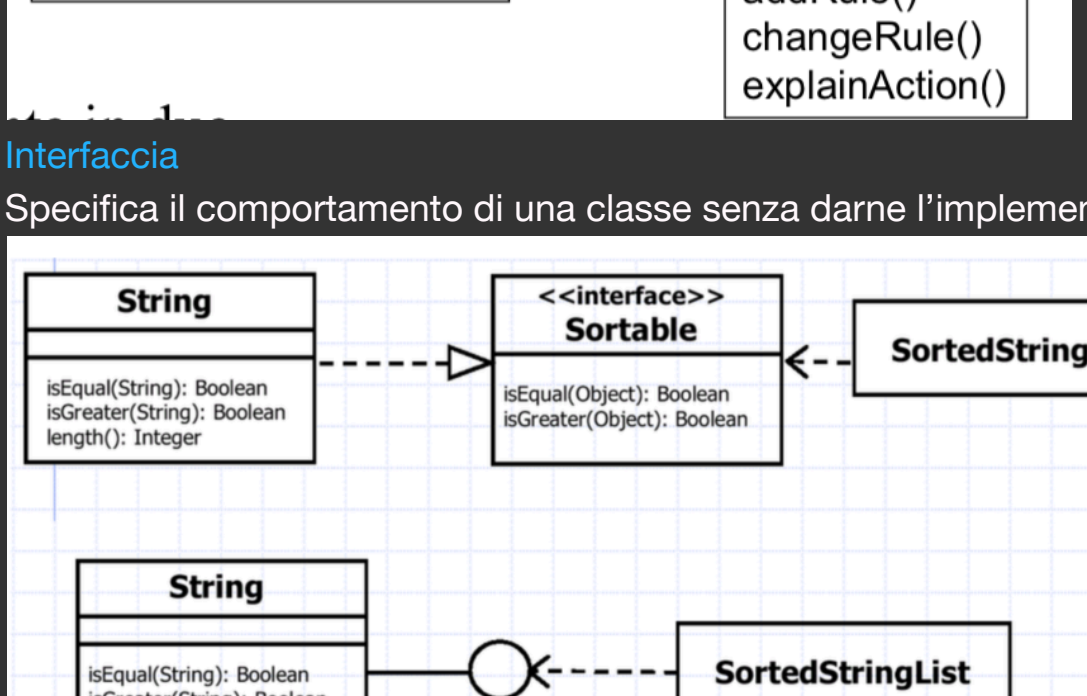 changeRule()
explainAction()
Interfaccia
Specifica il comportamento di una classe senza darne
String
isEqual(String): Boolean
isGreater(String): Boolean
length(): Integer
<<interface>>
Sortable
isEqual(Object): Boolean
isGreater(Object): Boolean
SortedString
String
isEqual(String): Boolean
SortedStringList